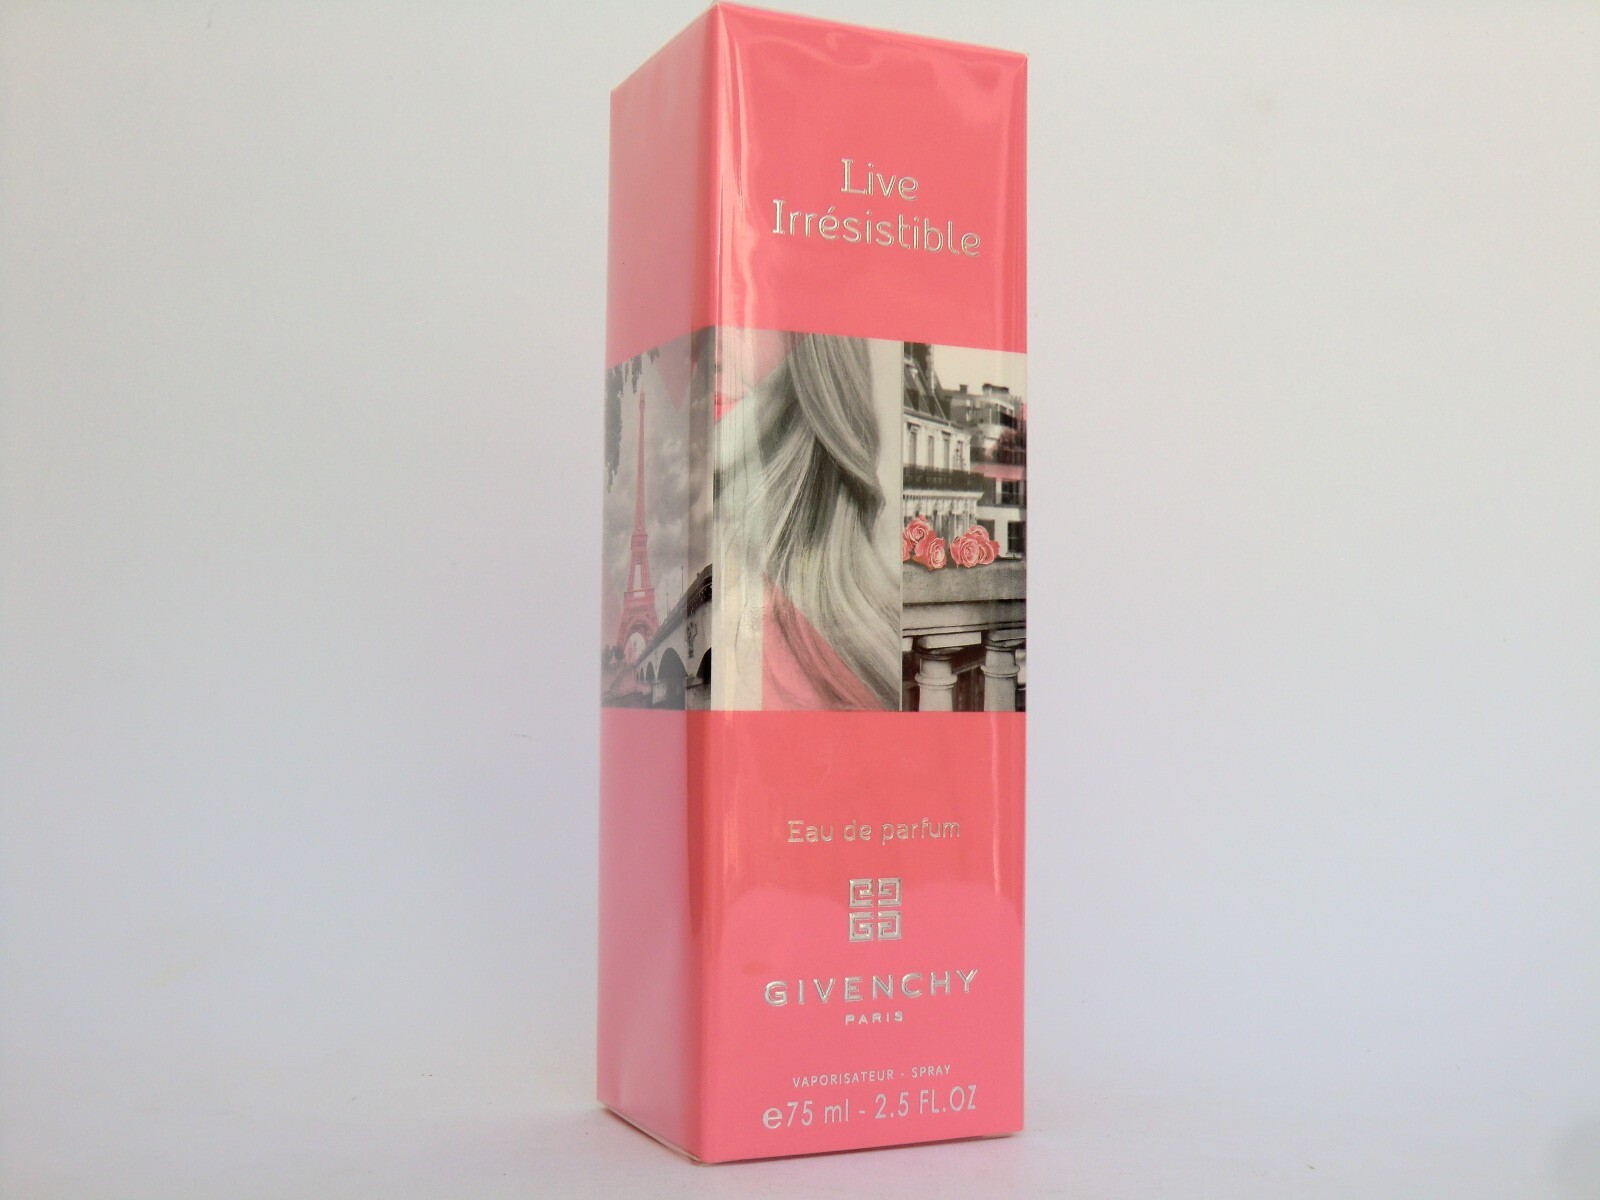 Live
Irrésistible
Eau de parfum
GIVENCHY
PARIS
VAPORISATEUR - SPRAY
e75 ml - 2.5 FL.OZ